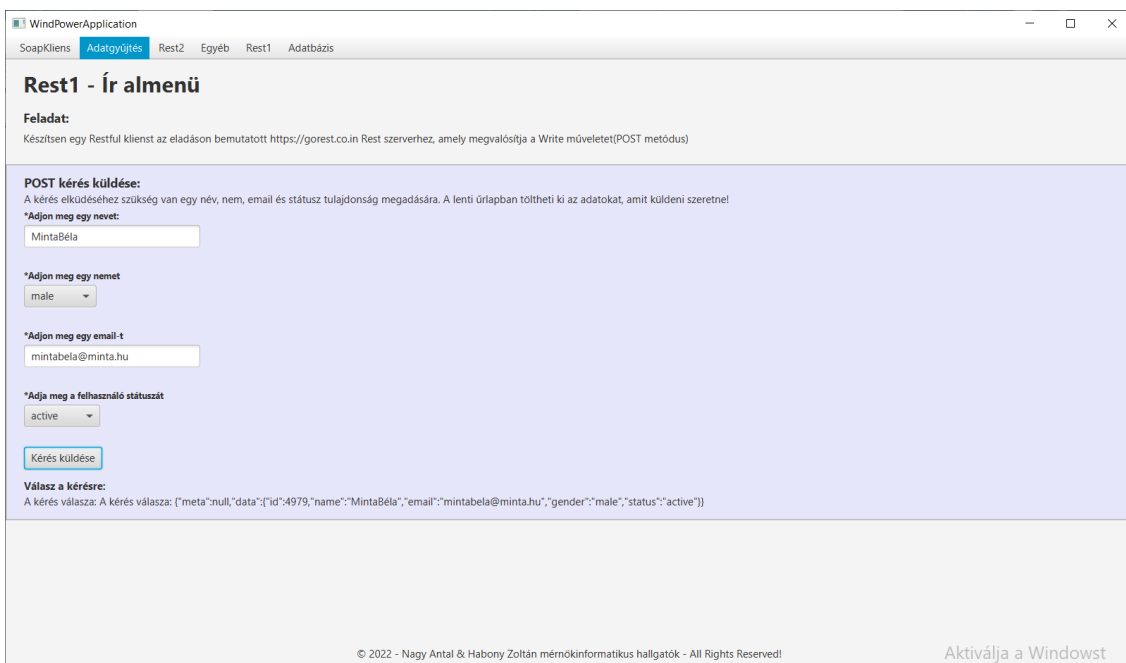 WindPowerApplication
SoapKliens Adatgyűjtés Rest2 Egyéb Rest1 Adatbázis
Rest1 - Ír almenü
Feladat:
Készítsen egy Restful klienst az eladáson bemutatott https://gorest.co.in Rest szerverhez, amely megvalósítja a Write műveletet(POST metódus)
POST kérés küldése:
A kérés elküdéséhez szükség van egy név, nem, email és státusz tulajdonság megadására. A lenti űrlapban töltheti ki az adatokat, amit küldeni szeretne!
*Adjon meg egy nevet:
MintaBéla
*Adjon meg egy nemet
male
*Adjon meg egy email-t
mintabela@minta.hu
*Adja meg a felhasználó státuszát
active
Kérés küldése
Válasz a kérésre:
A kérés válasza: A kérés válasza: {"meta":null,"data":{"id":4979,"name":"MintaBéla","email":"mintabela@minta.hu","gender":"male","status":"active"}}
© 2022 - Nagy Antal & Habony Zoltán mérnökinformatikus hallgatók - All Rights Reserved!
Aktiválja a Windowst